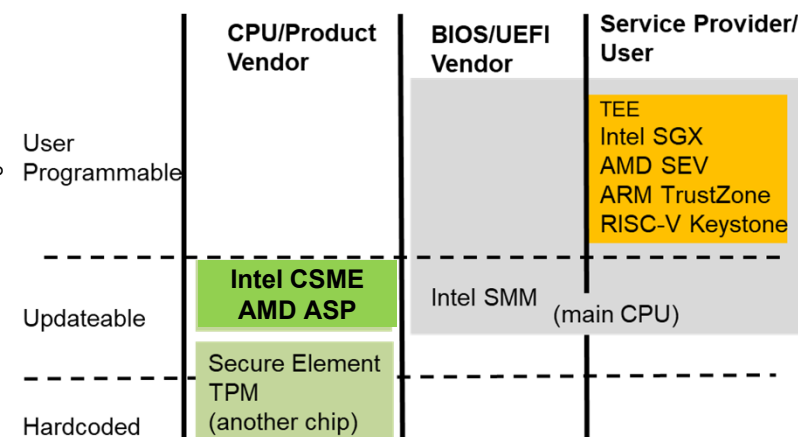 CPU/Product
Vendor
BIOS/UEFI
Vendor
Service Provider/
User
User
Programmable
TEE
Intel SGX
AMD SEV
ARM TrustZone
RISC-V Keystone
Updateable
Intel CSME
AMD ASP
Intel SMM
(main CPU)
Hardcoded
Secure Element
TPM
(another chip)